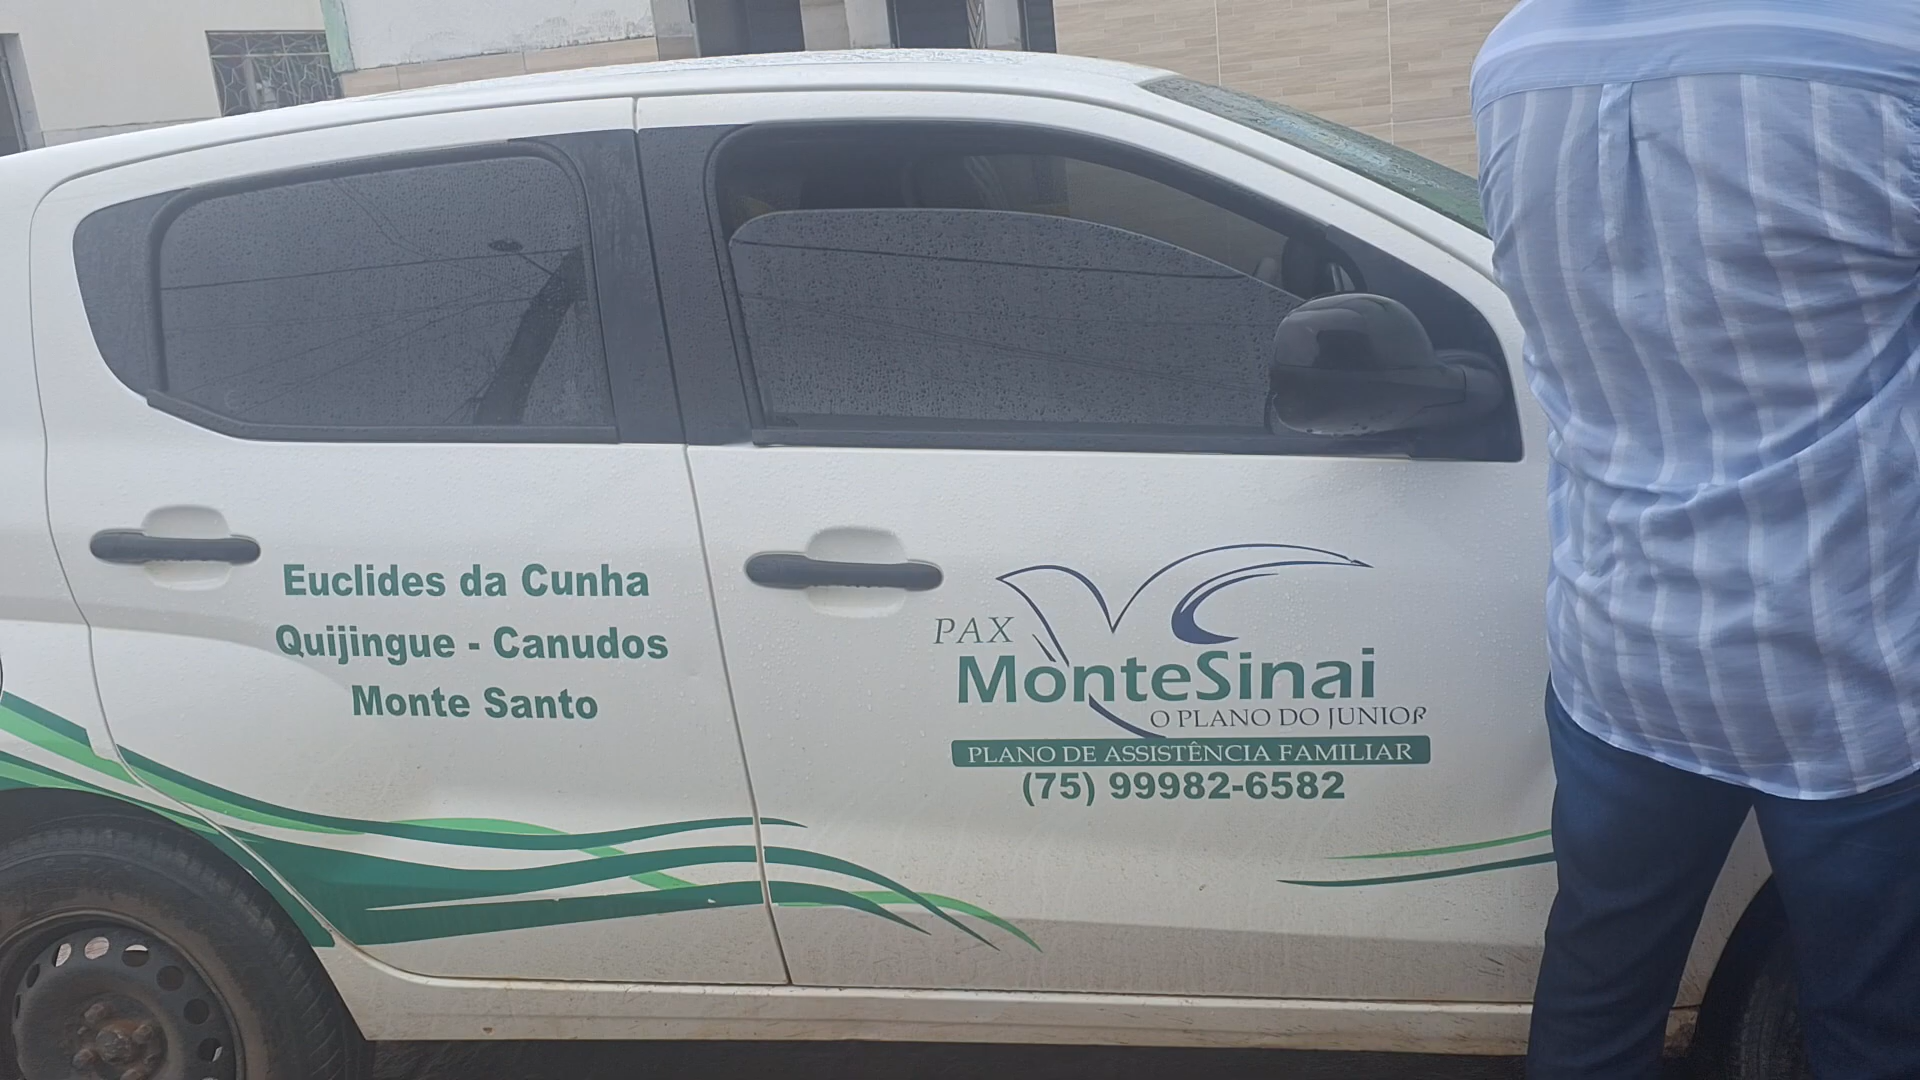 Euclides da Cunha
Quijingue - Canudos
Monte Santo
PAX
MonteSinai
O PLANO DO JUNIOR
PLANO DE ASSISTÊNCIA FAMILIAR
(75) 99982-6582